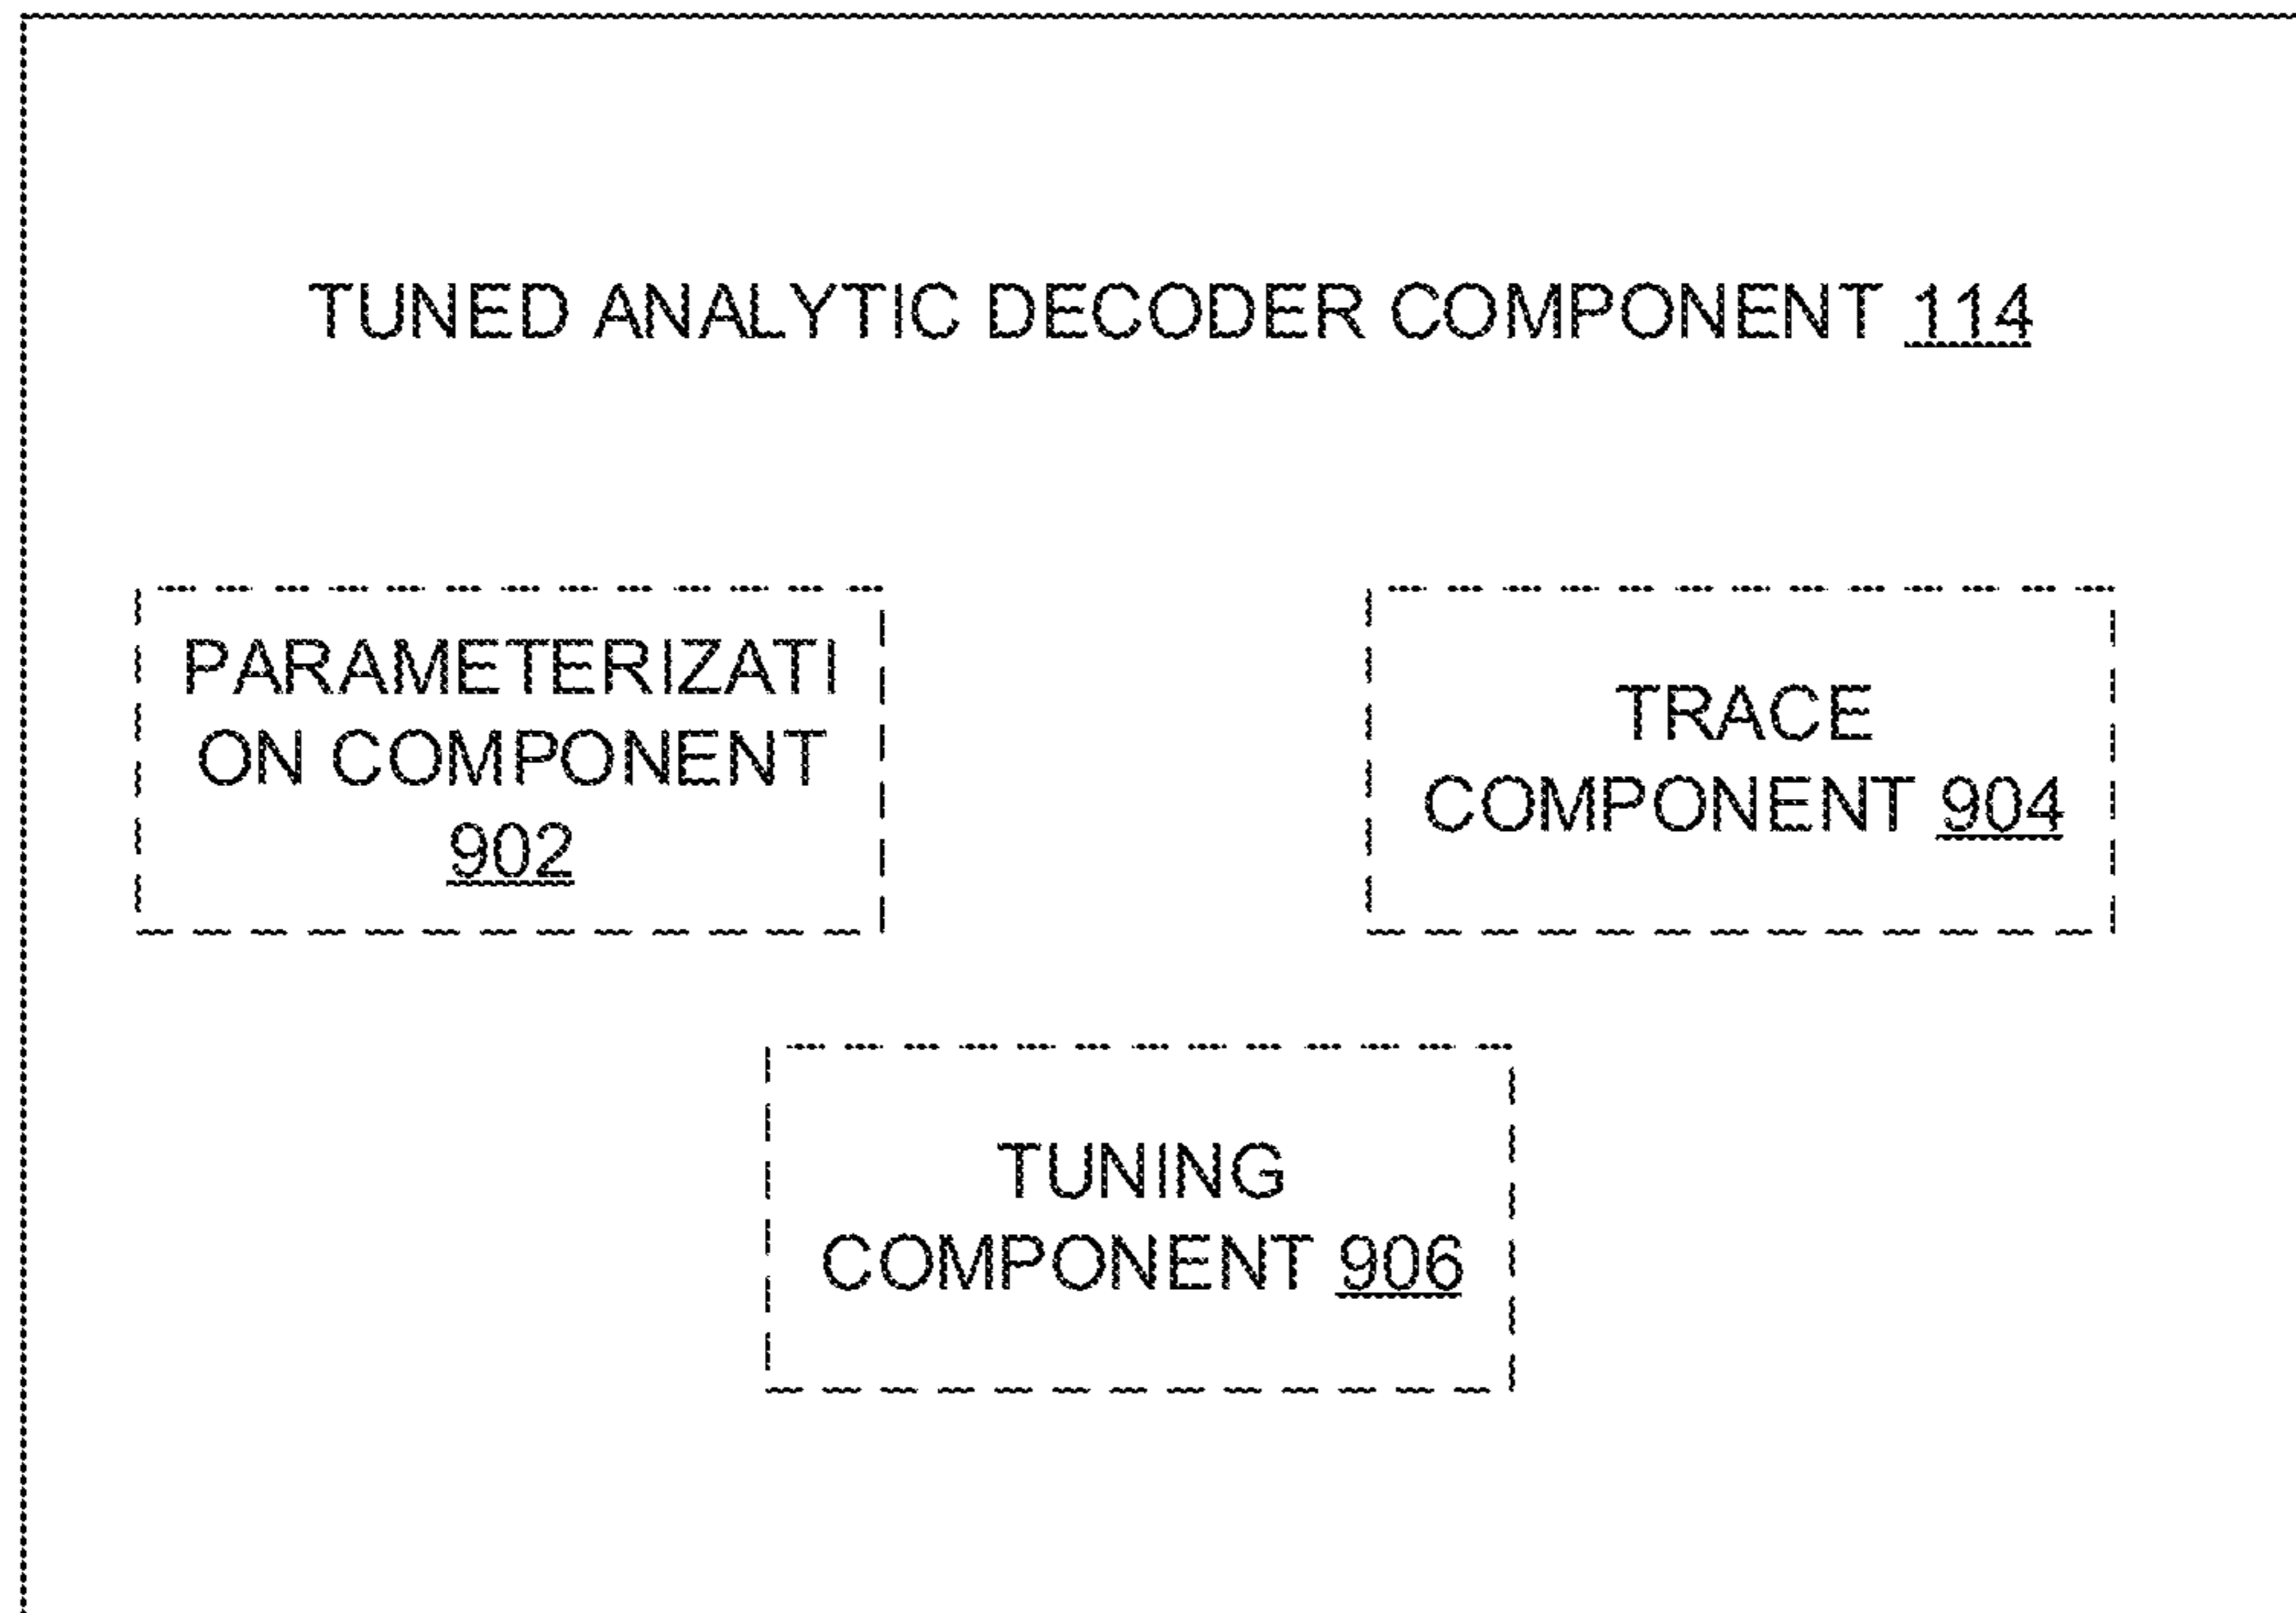 TUNED ANALYTIC DECODER COMPONENT 114
PARAMETERIZATI
ON COMPONENT
902
TRACE
COMPONENT 904
TUNING
COMPONENT 906